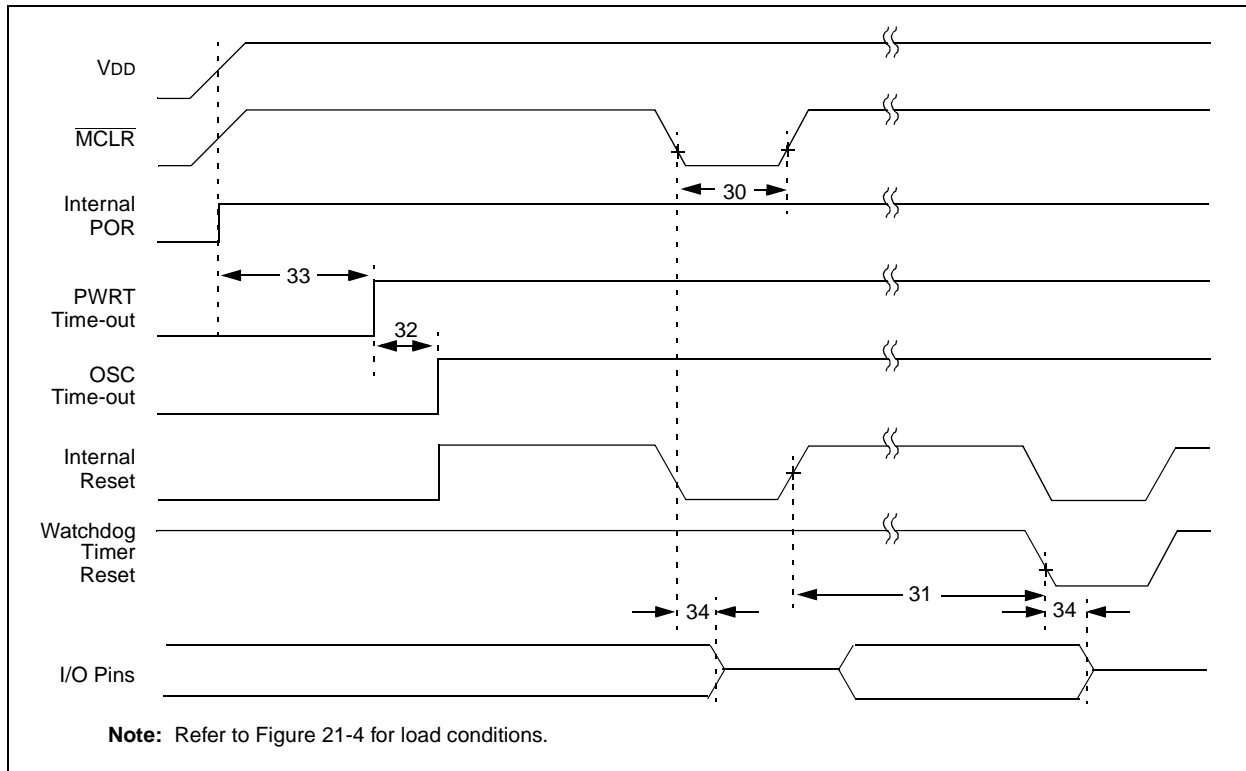 VDD
MCLR
30
Internal
POR
33
PWRT
Time-out
32
OSC
Time-out
Internal
Reset
Watchdog
Timer
Reset
31
34
34
I/O Pins
Note: Refer to Figure 21-4 for load conditions.